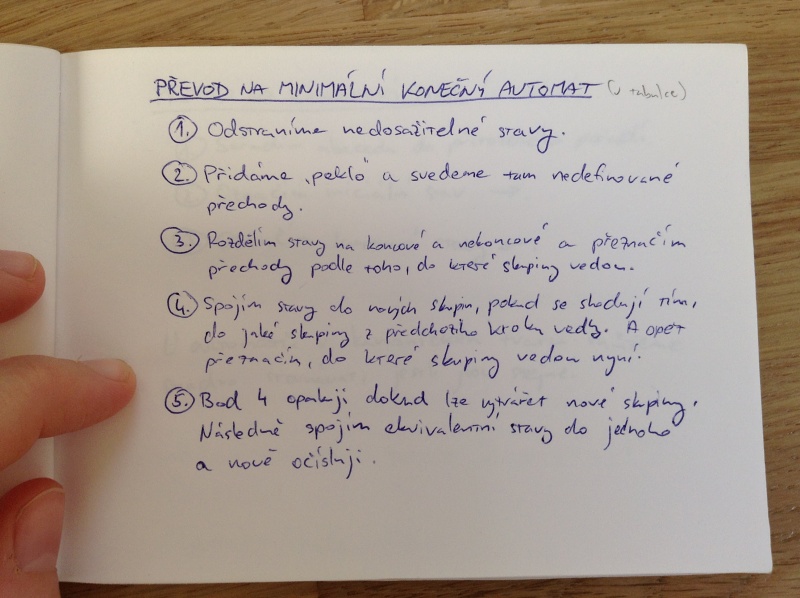 PŘEVOD NA MINIMÁLNÍ KONEČNÝ AUTOMAT (v tabulce)
1. Odstraníme nedosažitelné stavy.
2. Přidáme "peklo" a svedeme tam nedefinované
přechody.
3. Rozdělím stavy na koncové a nekoncové a přeznačím
přechody podle toho, do které skupiny vedou.
4. Spojím stavy do nových skupin, pokud se shodují tím,
do jaké skupiny z předchozího kroku vedly. A opět
přeznačím, do které skupiny vedou nyní.
5. Bod 4 opakuji dokud lze vytvářet nové skupiny.
Následně spojím ekvivalentní stavy do jednoho
a nově očísluji.